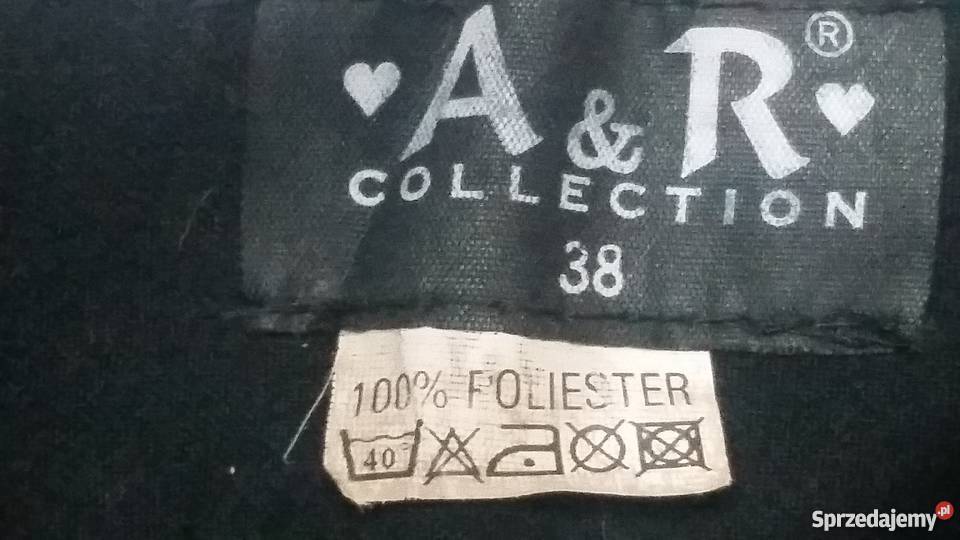 ♥ A & R ® ♥
COLLECTION
38
100% POLIESTER
40
Sprzedajemy.pl